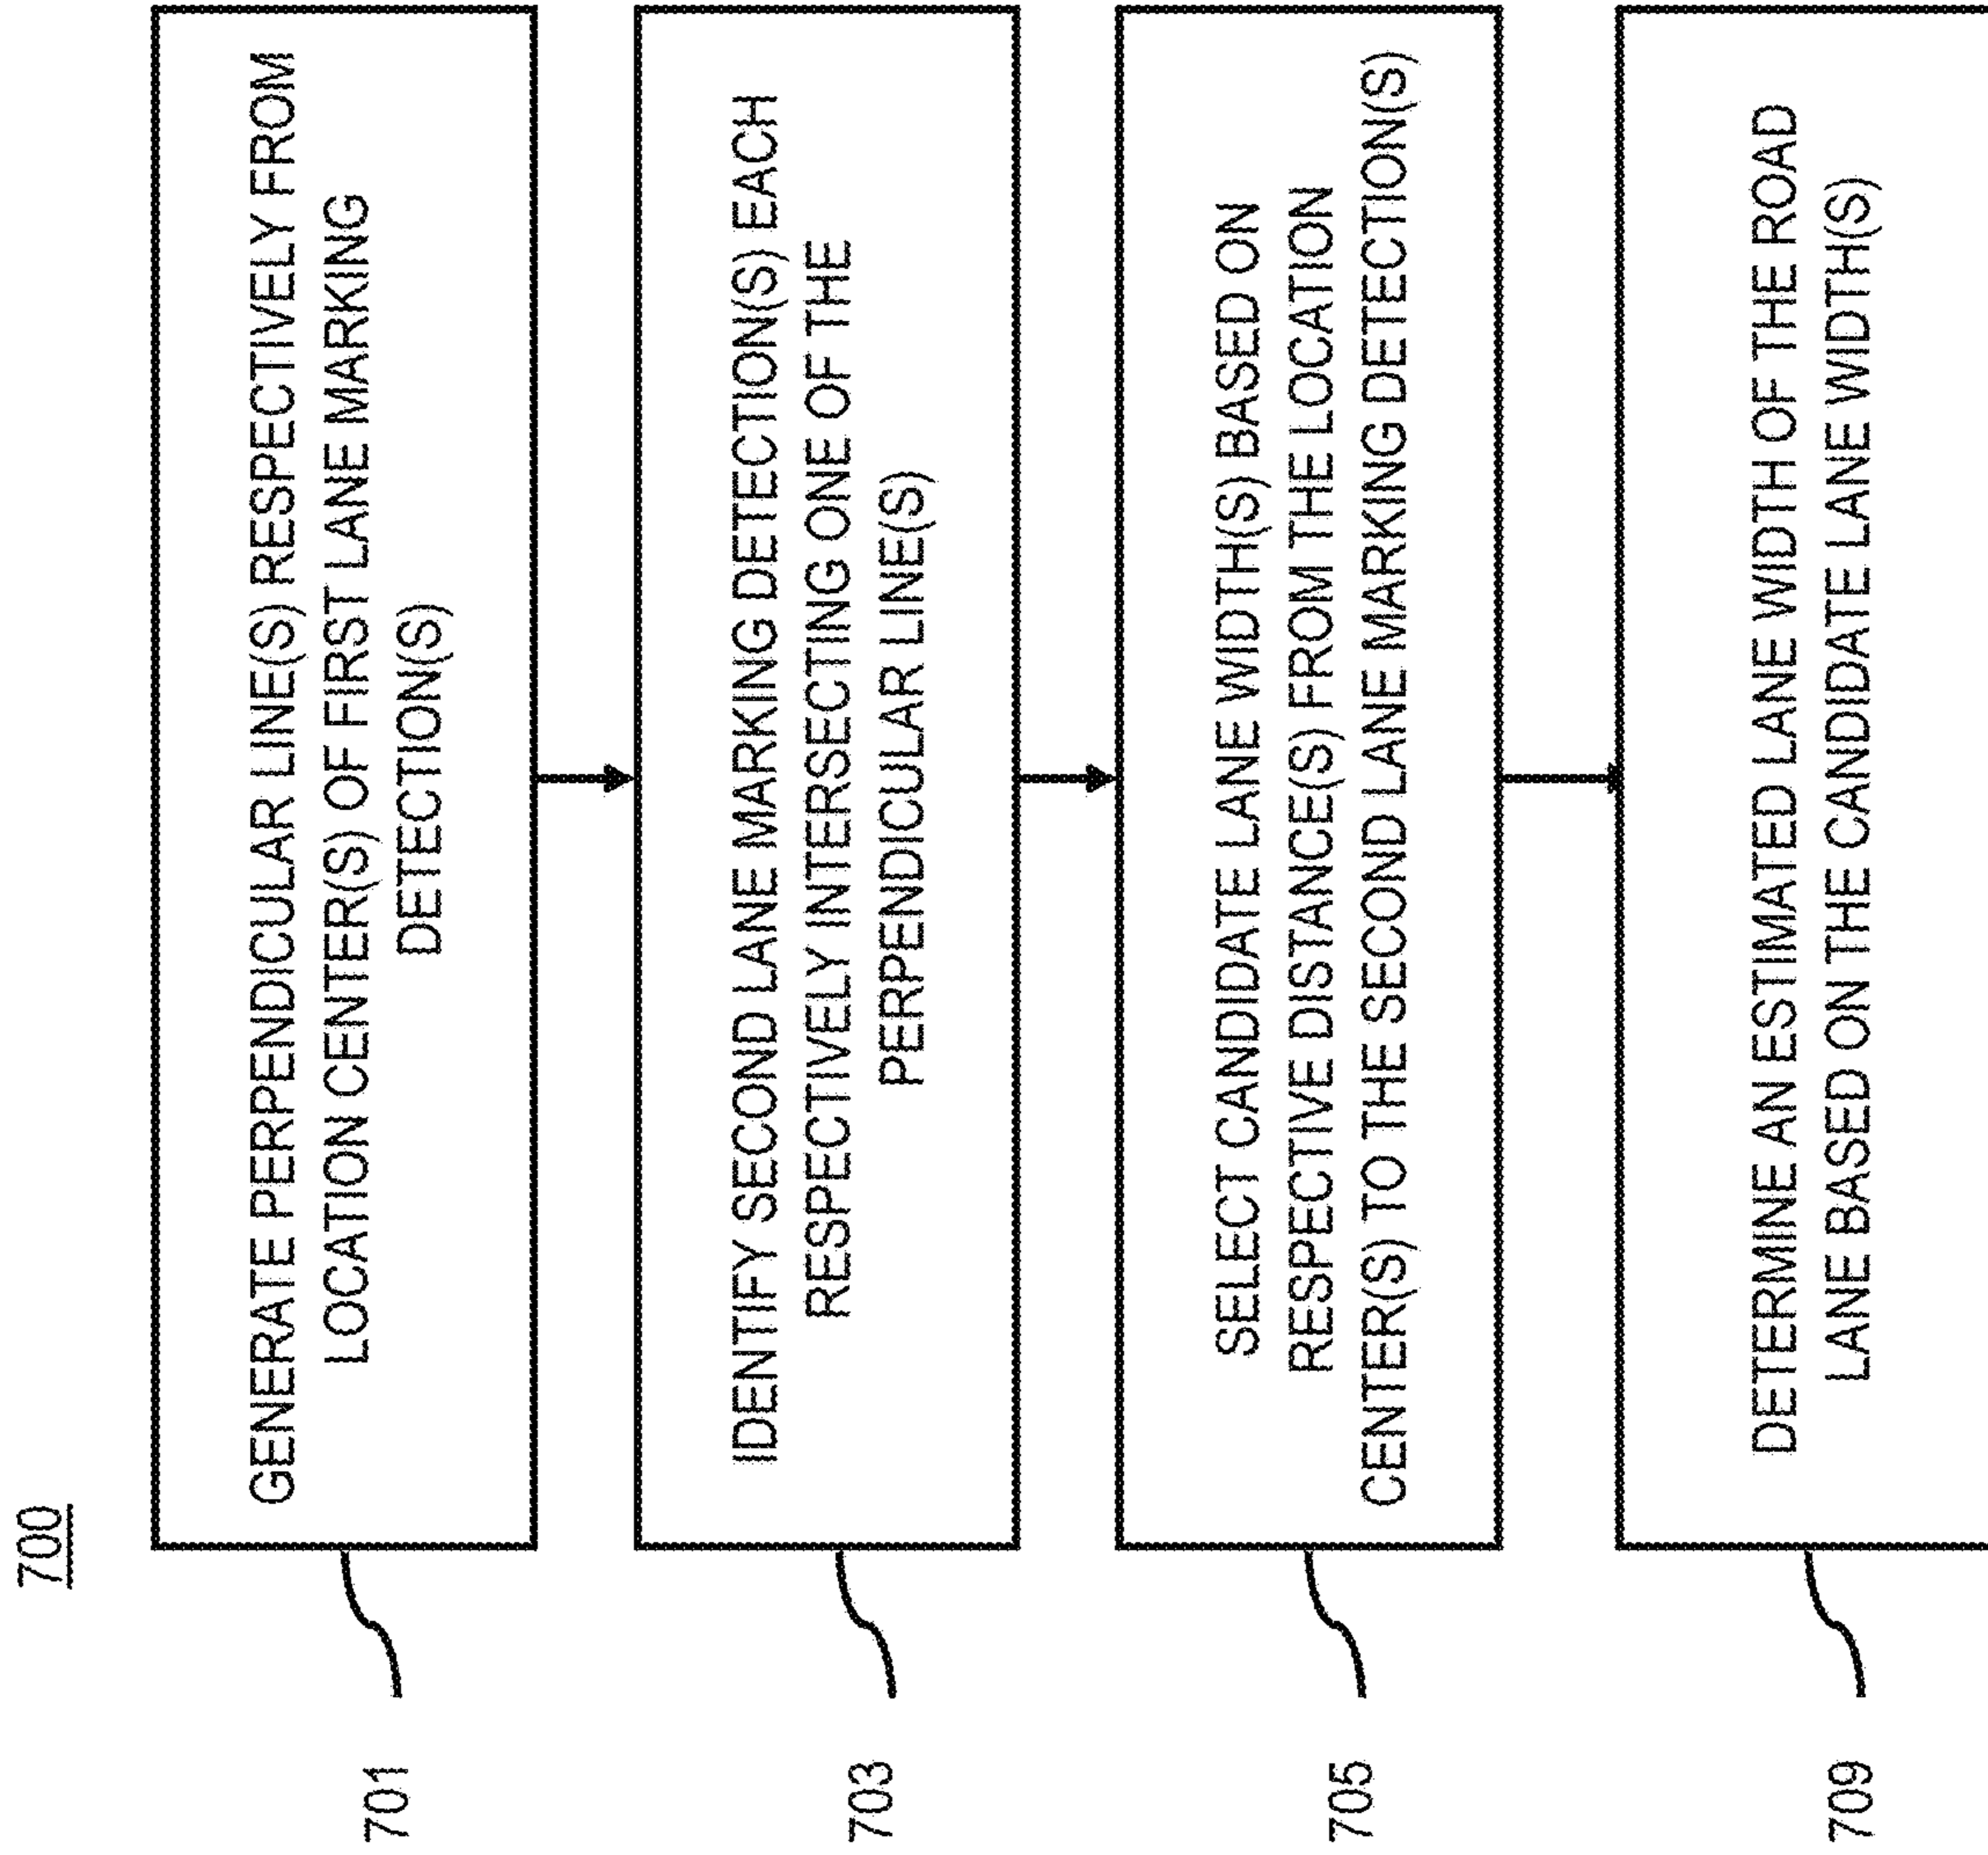 700
701
GENERATE PERPENDICULAR LINE(S) RESPECTIVELY FROM
LOCATION CENTER(S) OF FIRST LANE MARKING
DETECTION(S)
703
IDENTIFY SECOND LANE MARKING DETECTION(S) EACH
RESPECTIVELY INTERSECTING ONE OF THE
PERPENDICULAR LINE(S)
705
SELECT CANDIDATE LANE WIDTH(S) BASED ON
RESPECTIVE DISTANCE(S) FROM THE LOCATION
CENTER(S) TO THE SECOND LANE MARKING DETECTION(S)
709
DETERMINE AN ESTIMATED LANE WIDTH OF THE ROAD
LANE BASED ON THE CANDIDATE LANE WIDTH(S)